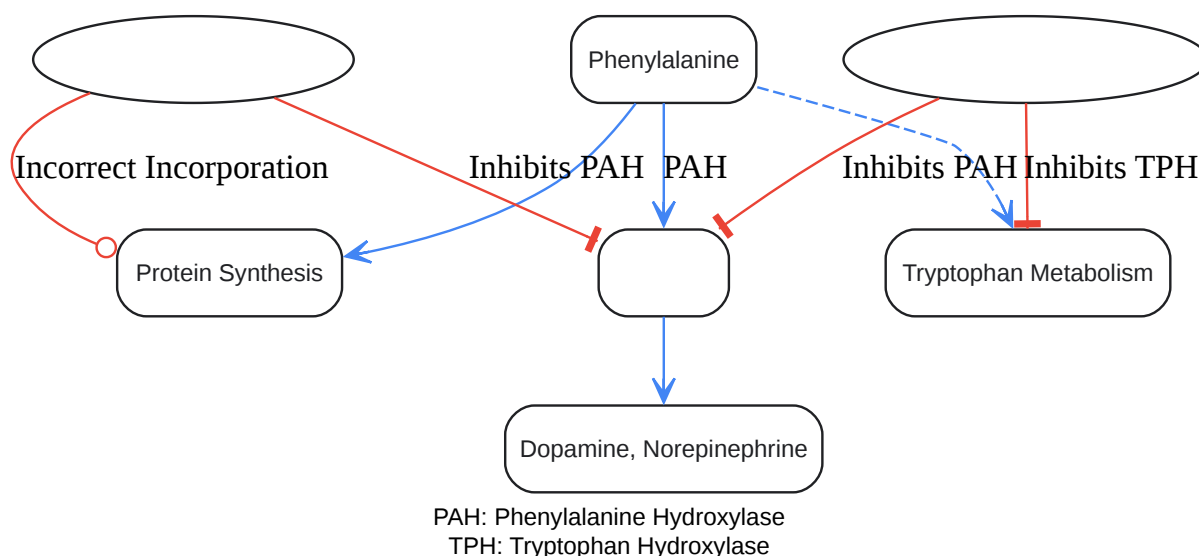 Phenylalanine
Incorrect Incorporation
Inhibits PAH
PAH
Inhibits PAH
Inhibits TPH
Protein Synthesis
Tryptophan Metabolism
Dopamine, Norepinephrine
PAH: Phenylalanine Hydroxylase
TPH: Tryptophan Hydroxylase